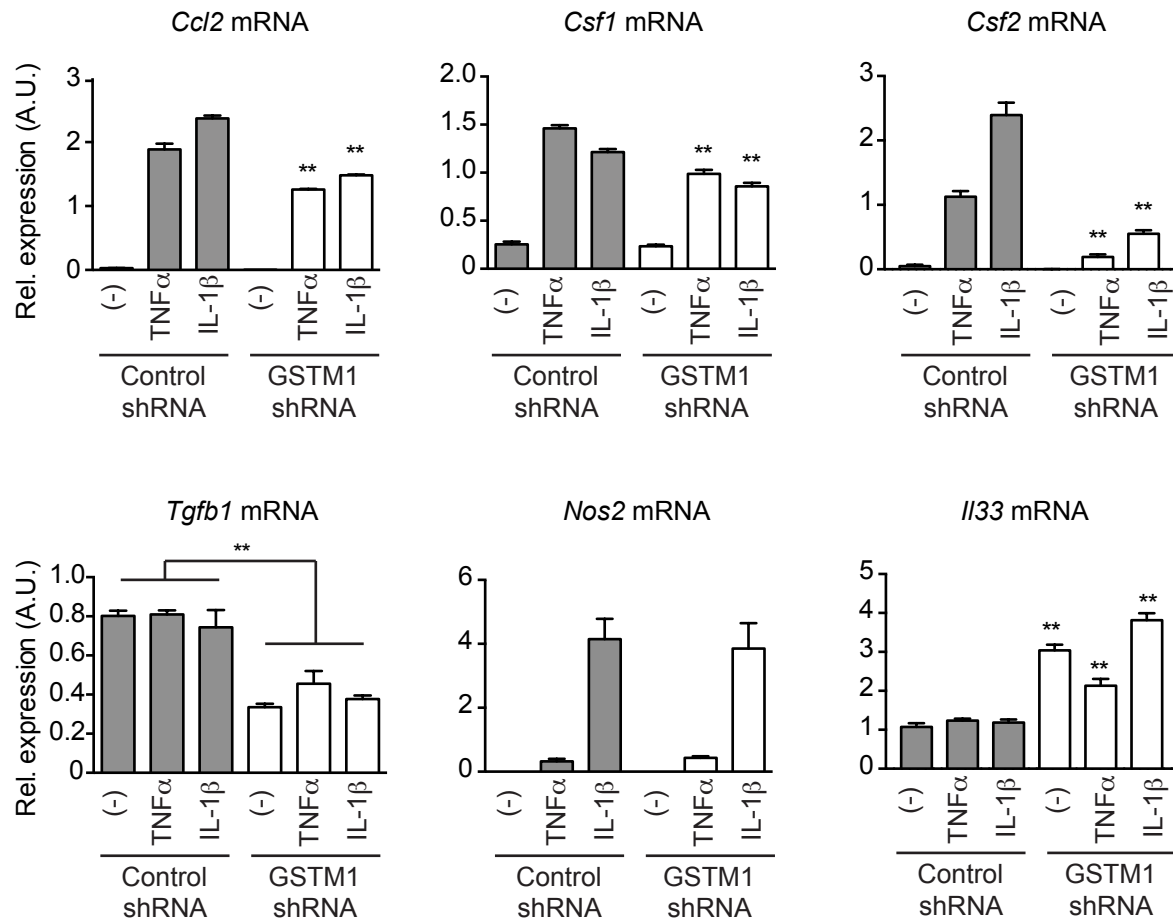 Ccl2 mRNA
Csf1 mRNA
Csf2 mRNA
Rel. expression (A.U.)
3
2
1
0
**
**
(-)
TNFα
IL-1β
(-)
TNFα
IL-1β
Control
shRNA
GSTM1
shRNA
2.0
1.5
1.0
0.5
0
**
**
(-)
TNFα
IL-1β
(-)
TNFα
IL-1β
Control
shRNA
GSTM1
shRNA
3
2
1
0
**
**
(-)
TNFα
IL-1β
(-)
TNFα
IL-1β
Control
shRNA
GSTM1
shRNA
Tgfb1 mRNA
Nos2 mRNA
Il33 mRNA
Rel. expression (A.U.)
1.0
0.8
0.6
0.4
0.2
0
**
(-)
TNFα
IL-1β
(-)
TNFα
IL-1β
Control
shRNA
GSTM1
shRNA
6
4
2
0
(-)
TNFα
IL-1β
(-)
TNFα
IL-1β
Control
shRNA
GSTM1
shRNA
5
4
3
2
1
0
**
**
**
(-)
TNFα
IL-1β
(-)
TNFα
IL-1β
Control
shRNA
GSTM1
shRNA